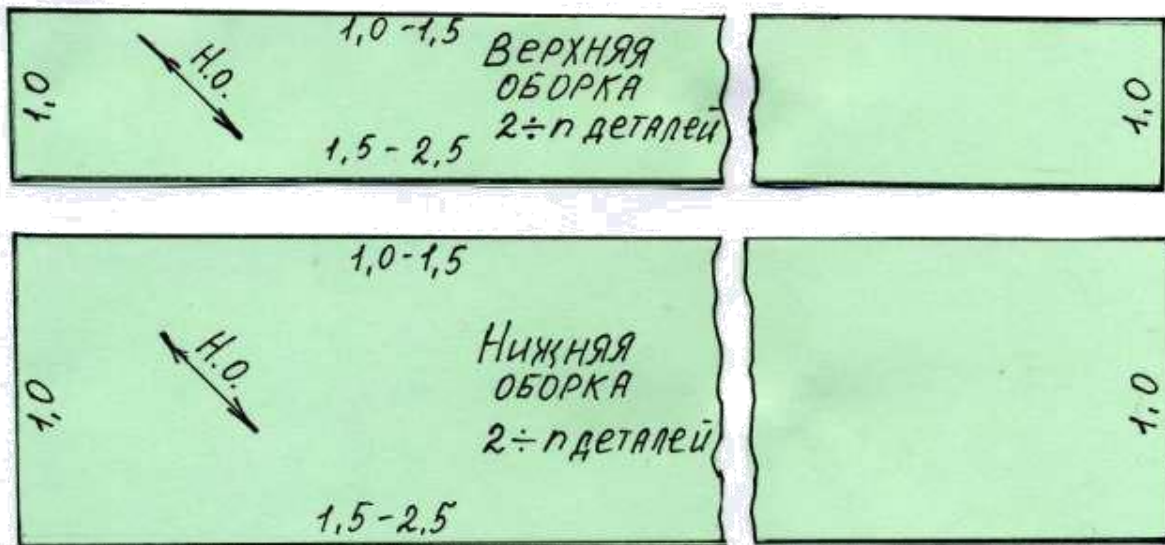 1,0-1,5
1,0
Н.О.
ВЕРХНЯЯ
ОБОРКА
2÷n деталей
1,5-2,5
1,0
1,0-1,5
1,0
Н.О.
Нижняя
ОБОРКА
2÷n деталей
1,5-2,5
1,0